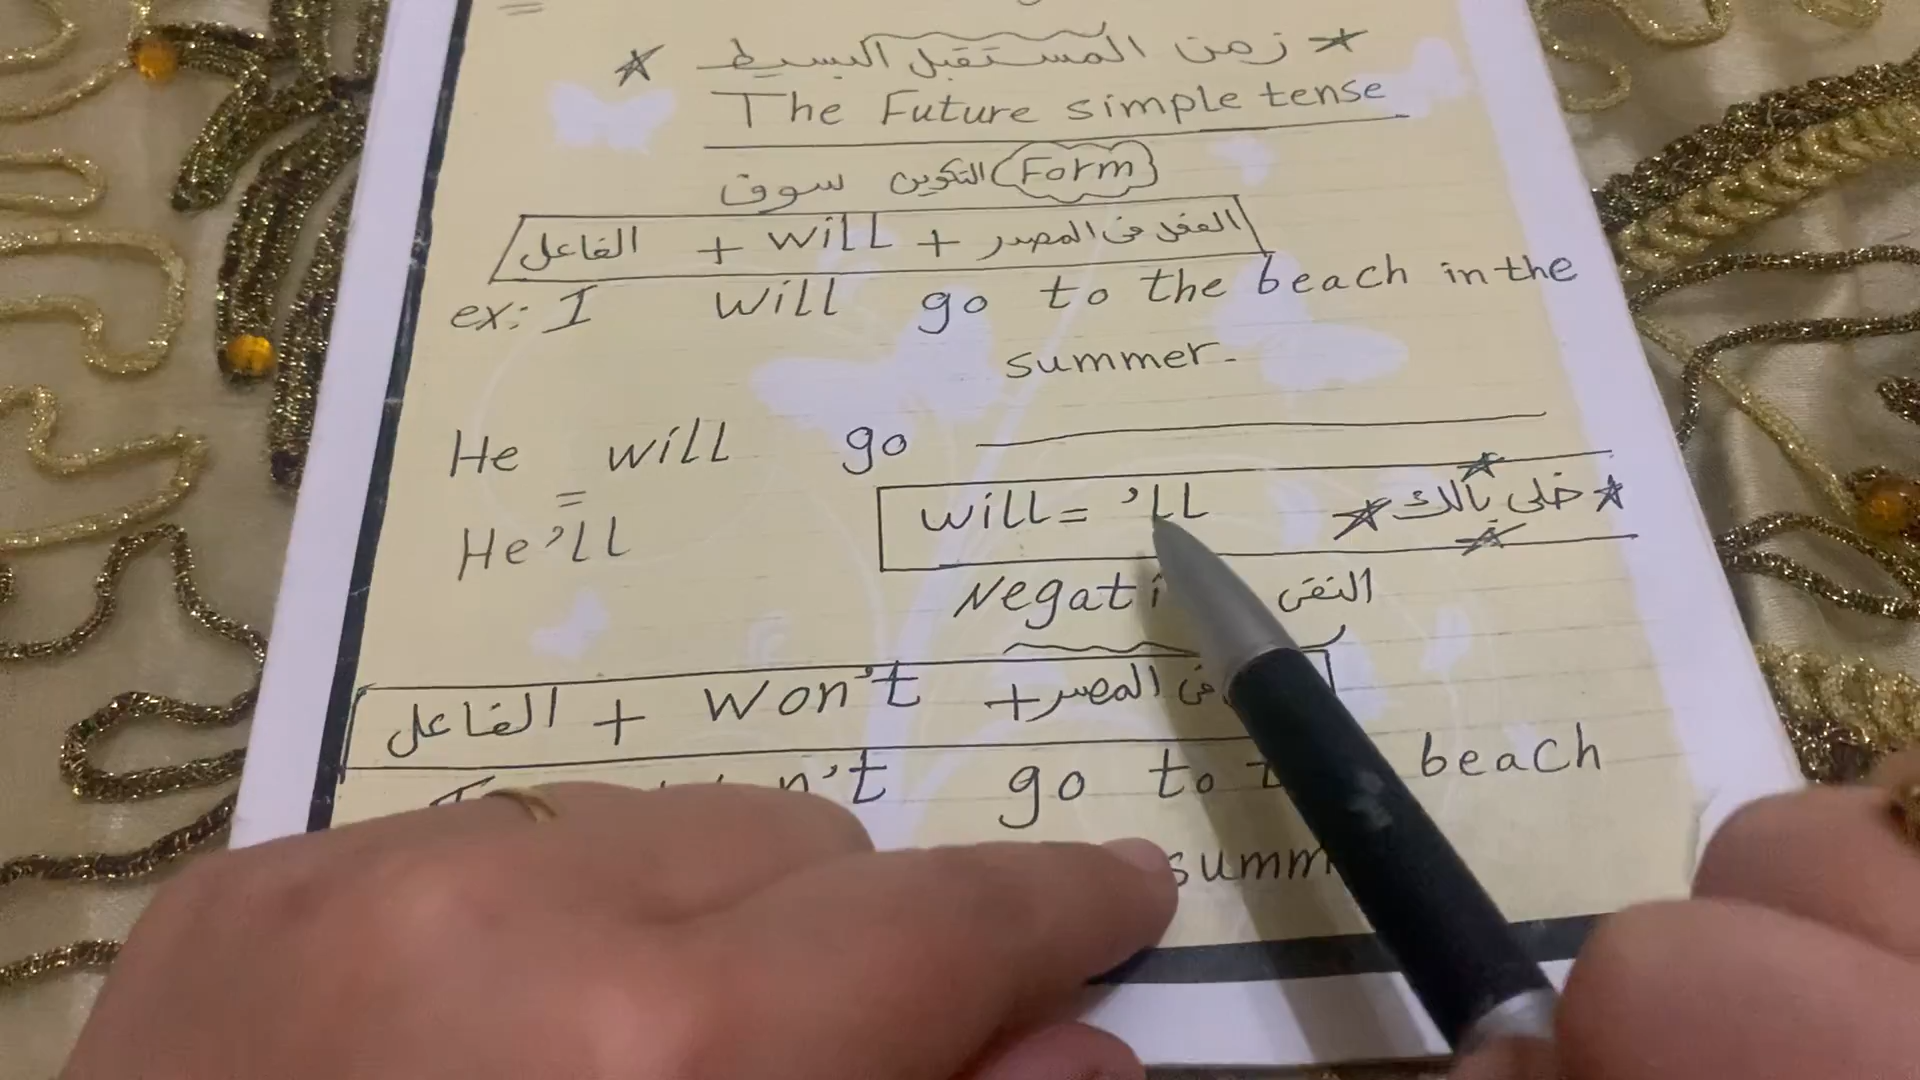 * زمن المستقبل البسيط *
The Future simple tense
Form التكوين سوف
الفاعل + will + الفعل فى المصدر
ex: I will go to the beach in the
summer.
He will go
=
He'll
will = 'll * خلى بالك *
النفى
الفاعل + won't + فى المصدر
go to beach